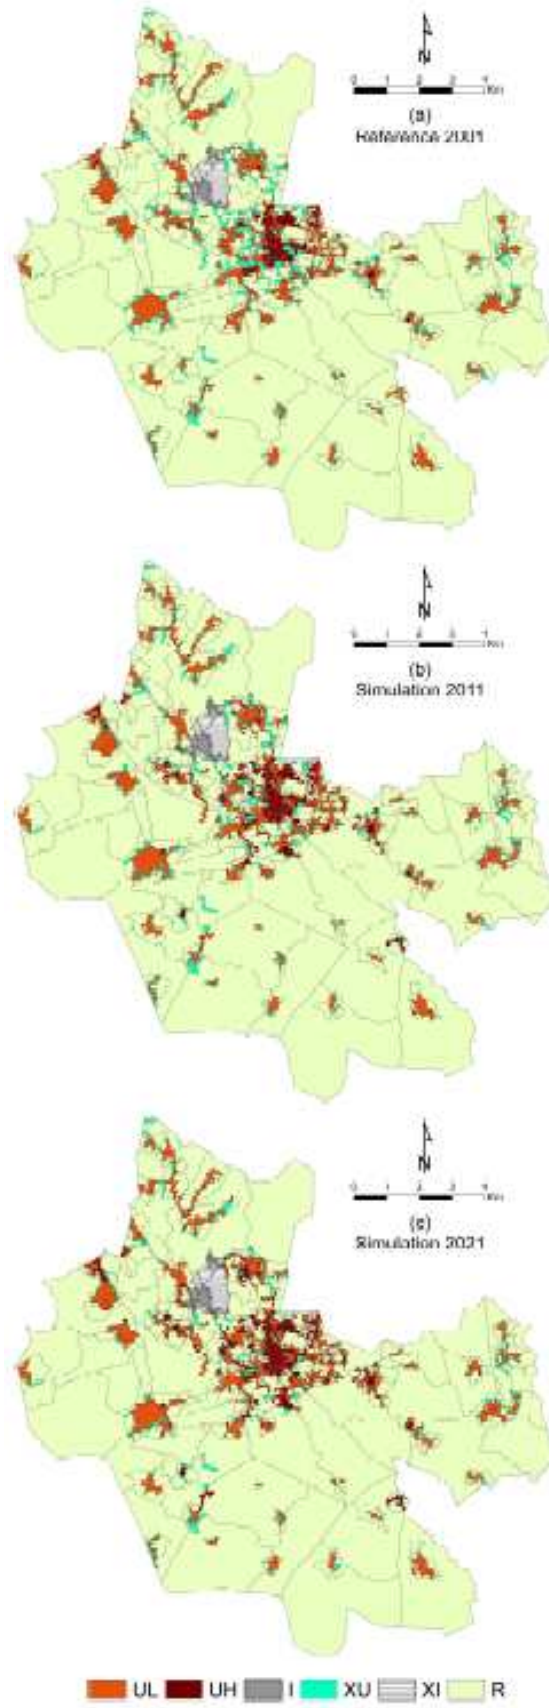 N
0 1 2 3 4 Km
(a)
Reference 2001
N
0 1 2 3 4 Km
(b)
Simulation 2011
N
0 1 2 3 4 Km
(c)
Simulation 2021
UL UH I XU XI R